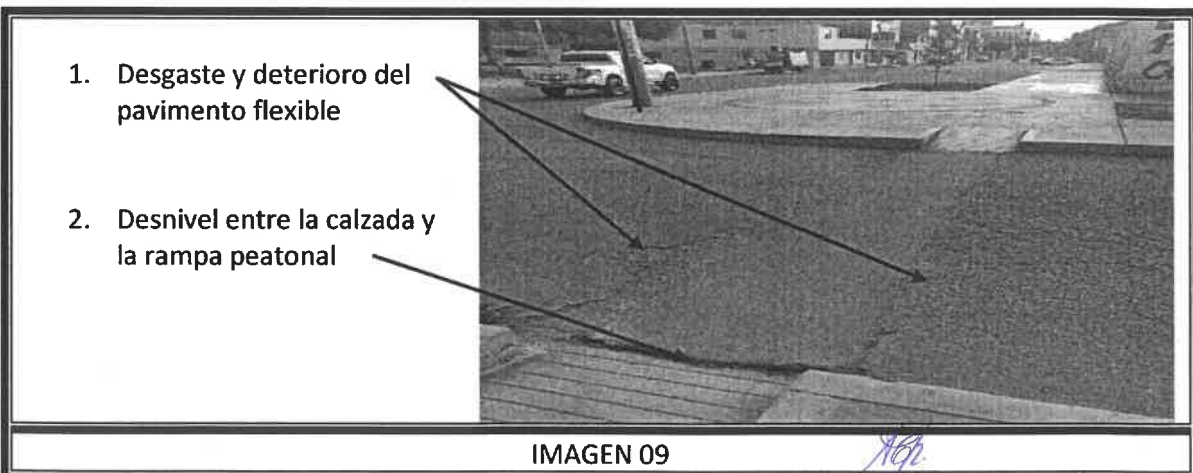 1. Desgaste y deterioro del
pavimento flexible
2. Desnivel entre la calzada y
la rampa peatonal
IMAGEN 09